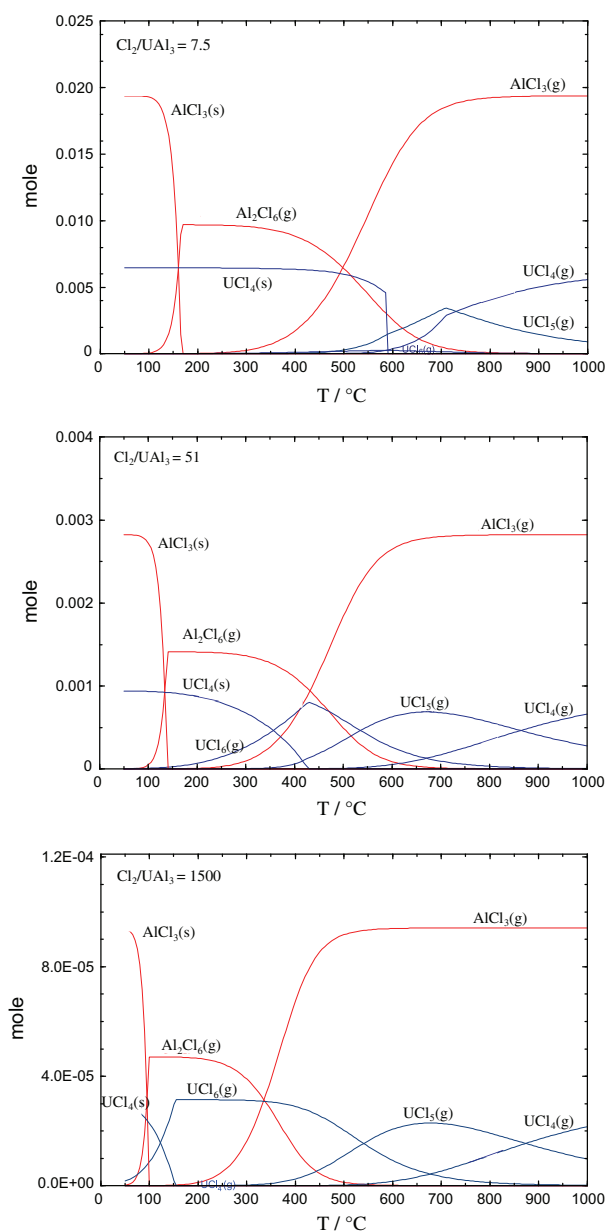 Cl₂/UAl₃ = 7.5
0.025
0.020
0.015
0.010
0.005
0
mole
AlCl₃(s)
AlCl₃(g)
Al₂Cl₆(g)
UCl₄(s)
UCl₄(g)
UCl₅(g)
0 100 200 300 400 500 600 700 800 900 1000
T / °C
Cl₂/UAl₃ = 51
0.004
0.003
0.002
0.001
0.000
mole
AlCl₃(s)
AlCl₃(g)
Al₂Cl₆(g)
UCl₄(s)
UCl₆(g)
UCl₅(g)
UCl₄(g)
0 100 200 300 400 500 600 700 800 900 1000
T / °C
Cl₂/UAl₃ = 1500
1.2E-04
8.0E-05
4.0E-05
0.0E+00
mole
AlCl₃(s)
AlCl₃(g)
Al₂Cl₆(g)
UCl₆(g)
UCl₄(s)
UCl₅(g)
UCl₄(g)
UCl₄(g)
0 100 200 300 400 500 600 700 800 900 1000
T / °C